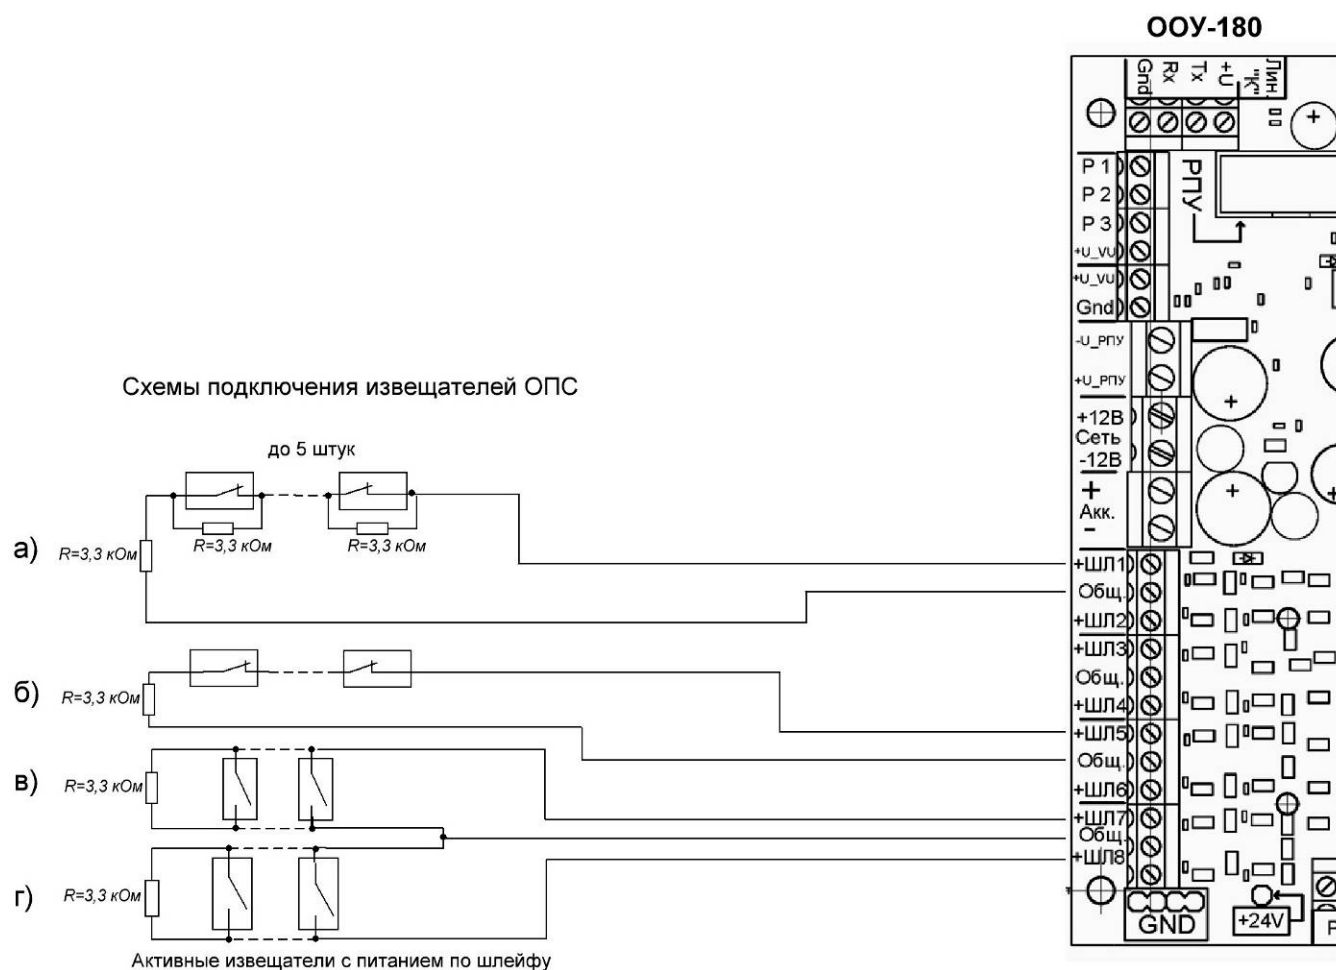 ООУ-180
Gnd
Rx
Tx
+U
Лин.
"К"
Р 1
Р 2
Р 3
+U_VU
+U_VU
Gnd
РПУ
-U_РПУ
+U_РПУ
+12В
Сеть
-12В
+
Акк.
-
Схемы подключения извещателей ОПС
до 5 штук
а)
R=3,3 кОм
R=3,3 кОм
R=3,3 кОм
б)
R=3,3 кОм
в)
R=3,3 кОм
г)
R=3,3 кОм
Активные извещатели с питанием по шлейфу
+ШЛ1
Общ.
+ШЛ2
+ШЛ3
Общ.
+ШЛ4
+ШЛ5
Общ.
+ШЛ6
+ШЛ7
Общ.
+ШЛ8
GND
+24V